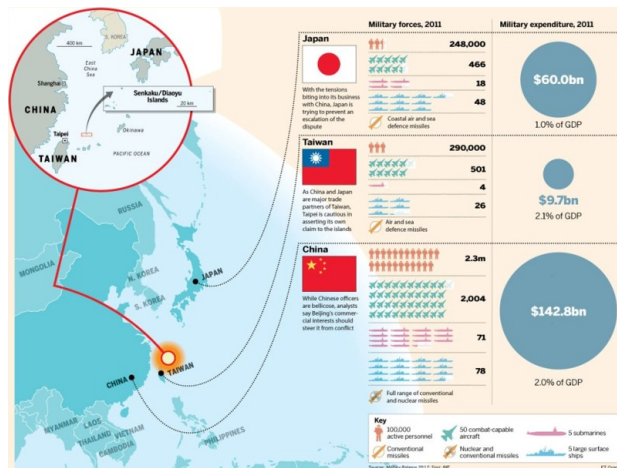 Military forces, 2011
Military expenditure, 2011
400 km
S. KOREA
JAPAN
East
China
Sea
Shanghai
Senkaku/Diaoyu
Islands
20 km
CHINA
Okinawa
Taipei
PACIFIC OCEAN
TAIWAN
RUSSIA
MONGOLIA
N. KOREA
JAPAN
S. KOREA
TAIWAN
CHINA
MYANMAR
LAOS
THAILAND
VIETNAM
CAMBODIA
PHILIPPINES
Japan
With the tensions
biting into its business
with China, Japan is
trying to prevent an
escalation of the
dispute
248,000
466
18
48
Coastal air and sea
defence missiles
$60.0bn
1.0% of GDP
Taiwan
As China and Japan
are major trade
partners of Taiwan,
Taipei is cautious in
asserting its own
claim to the islands
290,000
501
4
26
Air and sea
defence missiles
$9.7bn
2.1% of GDP
China
While Chinese officers
are bellicose, analysts
say Beijing's commer-
cial interests should
steer it from conflict
2.3m
2,004
71
78
Full range of conventional
and nuclear missiles
$142.8bn
2.0% of GDP
Key
100,000
active personnel
50 combat-capable
aircraft
5 submarines
Conventional
missiles
Nuclear and
conventional missiles
5 large surface
ships